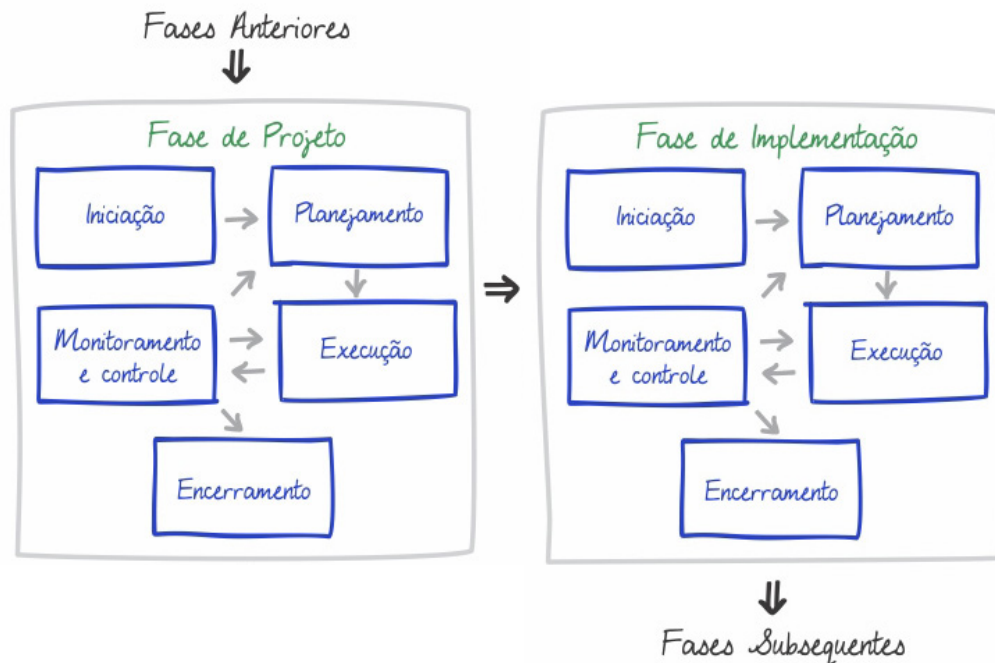 Fases Anteriores
Fase de Projeto
Iniciação
Planejamento
Monitoramento
e controle
Execução
Encerramento
Fase de Implementação
Iniciação
Planejamento
Monitoramento
e controle
Execução
Encerramento
Fases Subsequentes